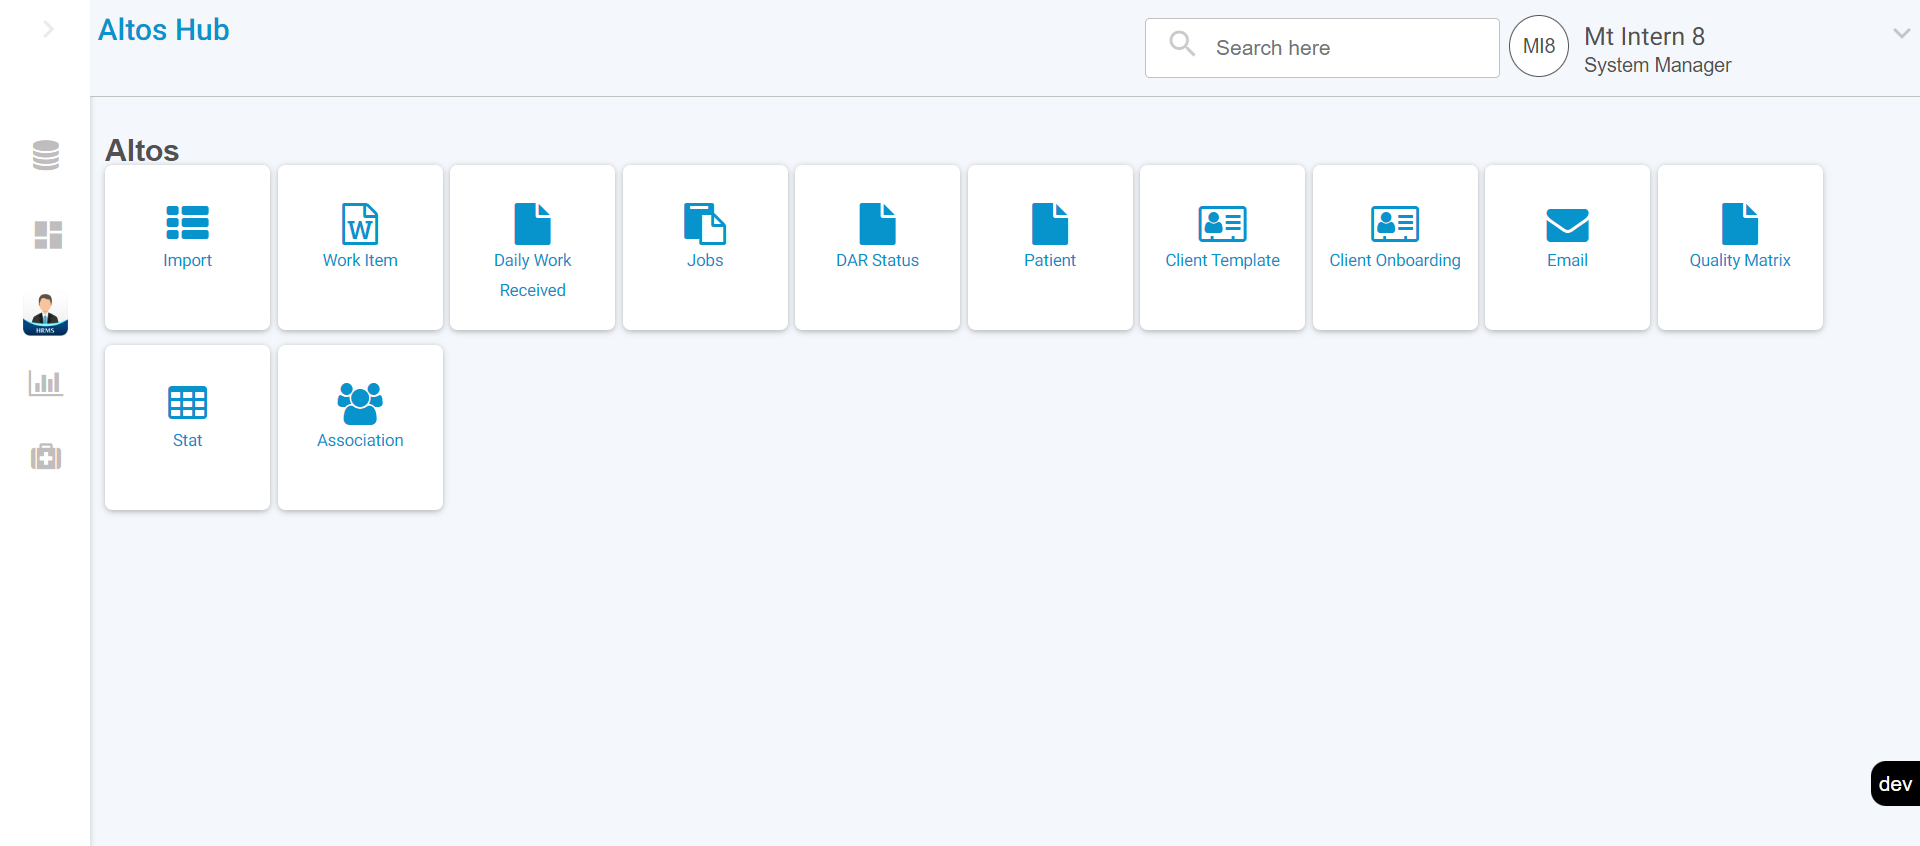 Altos Hub
Search here
MI8
Mt Intern 8
System Manager
Altos
Import
W
Work Item
Daily Work
Received
Jobs
DAR Status
Patient
Client Template
Client Onboarding
Email
Quality Matrix
HRMS
Stat
Association
dev